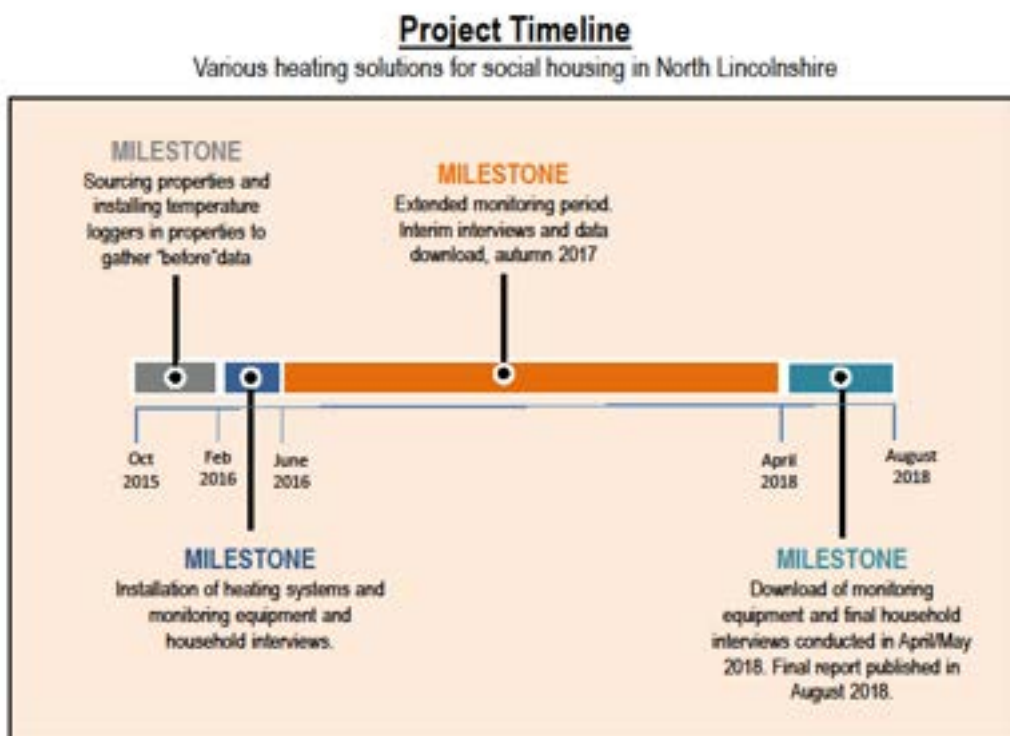 Project Timeline
Various heating solutions for social housing in North Lincolnshire
MILESTONE
Sourcing properties and
installing temperature
loggers in properties to
gather "before"data
MILESTONE
Extended monitoring period.
Interim interviews and data
download, autumn 2017
Oct
2015
Feb
2016
June
2016
April
2018
August
2018
MILESTONE
Installation of heating systems and
monitoring equipment and
household interviews.
MILESTONE
Download of monitoring
equipment and final household
interviews conducted in April/May
2018. Final report published in
August 2018.